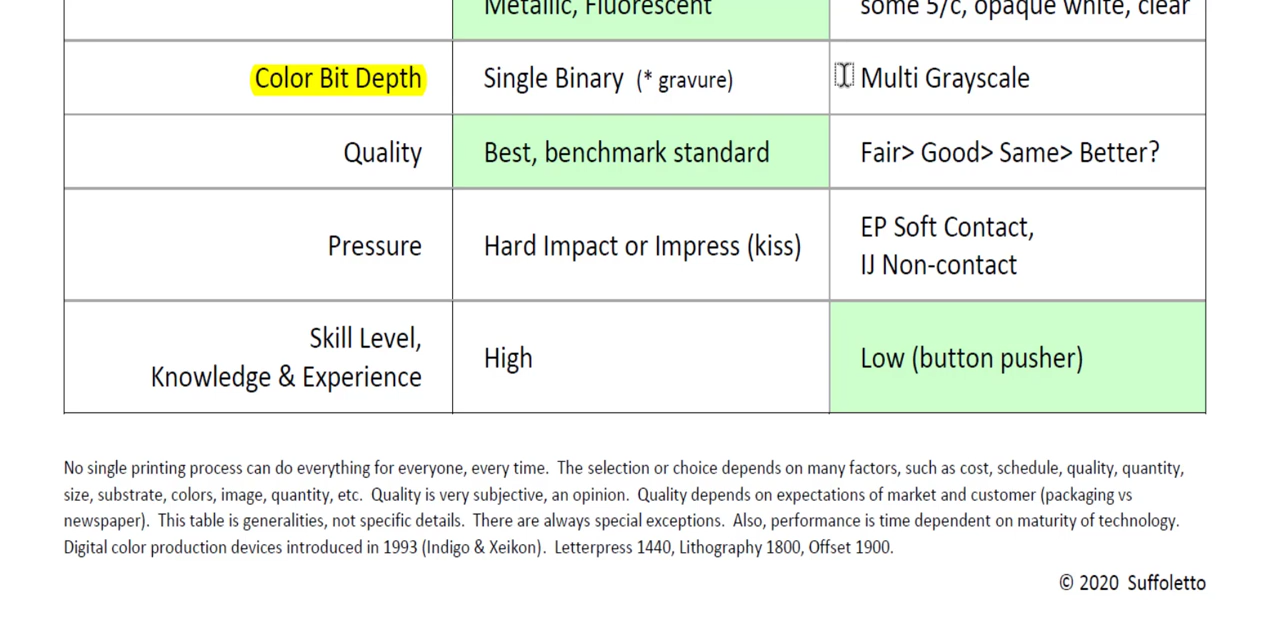 Metallic, Fluorescent
some 5/c, opaque white, clear
Color Bit Depth
Single Binary (* gravure)
Multi Grayscale
Quality
Best, benchmark standard
Fair> Good> Same> Better?
Pressure
Hard Impact or Impress (kiss)
EP Soft Contact,
IJ Non-contact
Skill Level,
Knowledge & Experience
High
Low (button pusher)
No single printing process can do everything for everyone, every time. The selection or choice depends on many factors, such as cost, schedule, quality, quantity,
size, substrate, colors, image, quantity, etc. Quality is very subjective, an opinion. Quality depends on expectations of market and customer (packaging vs
newspaper). This table is generalities, not specific details. There are always special exceptions. Also, performance is time dependent on maturity of technology.
Digital color production devices introduced in 1993 (Indigo & Xeikon). Letterpress 1440, Lithography 1800, Offset 1900.
© 2020 Suffoletto